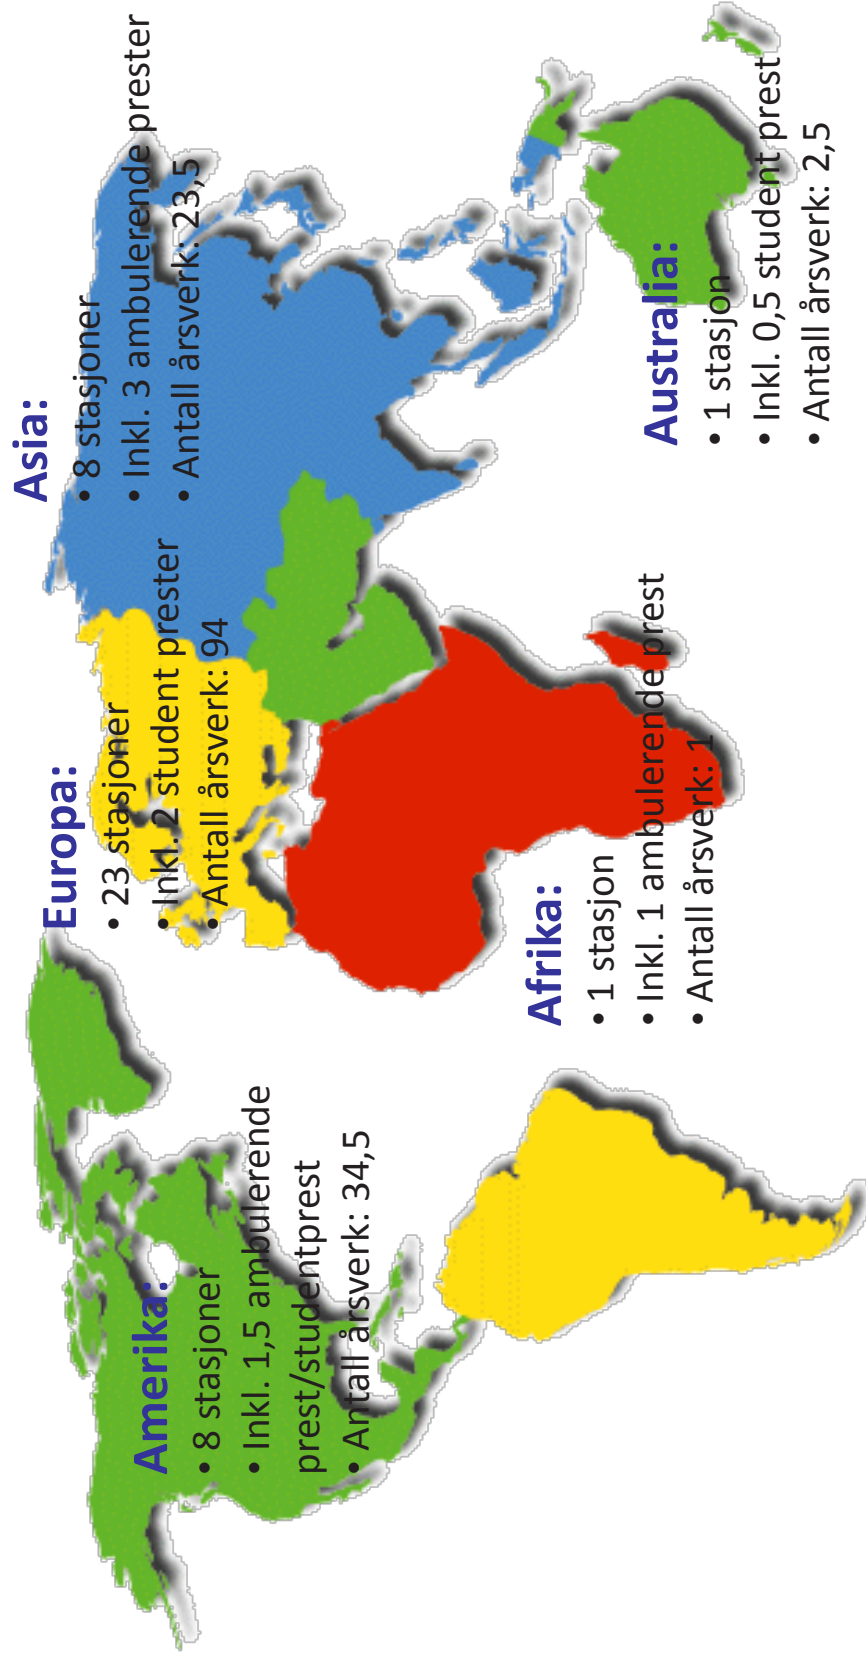 Amerika:
• 8 stasjoner
• Inkl. 1,5 ambulerende
prest/studentprest
• Antall årsverk: 34,5
Europa:
• 23 stasjoner
• Inkl. 2 student prester
• Antall årsverk: 94
Asia:
• 8 stasjoner
• Inkl. 3 ambulerende prester
• Antall årsverk: 23,5
Afrika:
• 1 stasjon
• Inkl. 1 ambulerende prest
• Antall årsverk: 1
Australia:
• 1 stasjon
• Inkl. 0,5 student prest
• Antall årsverk: 2,5